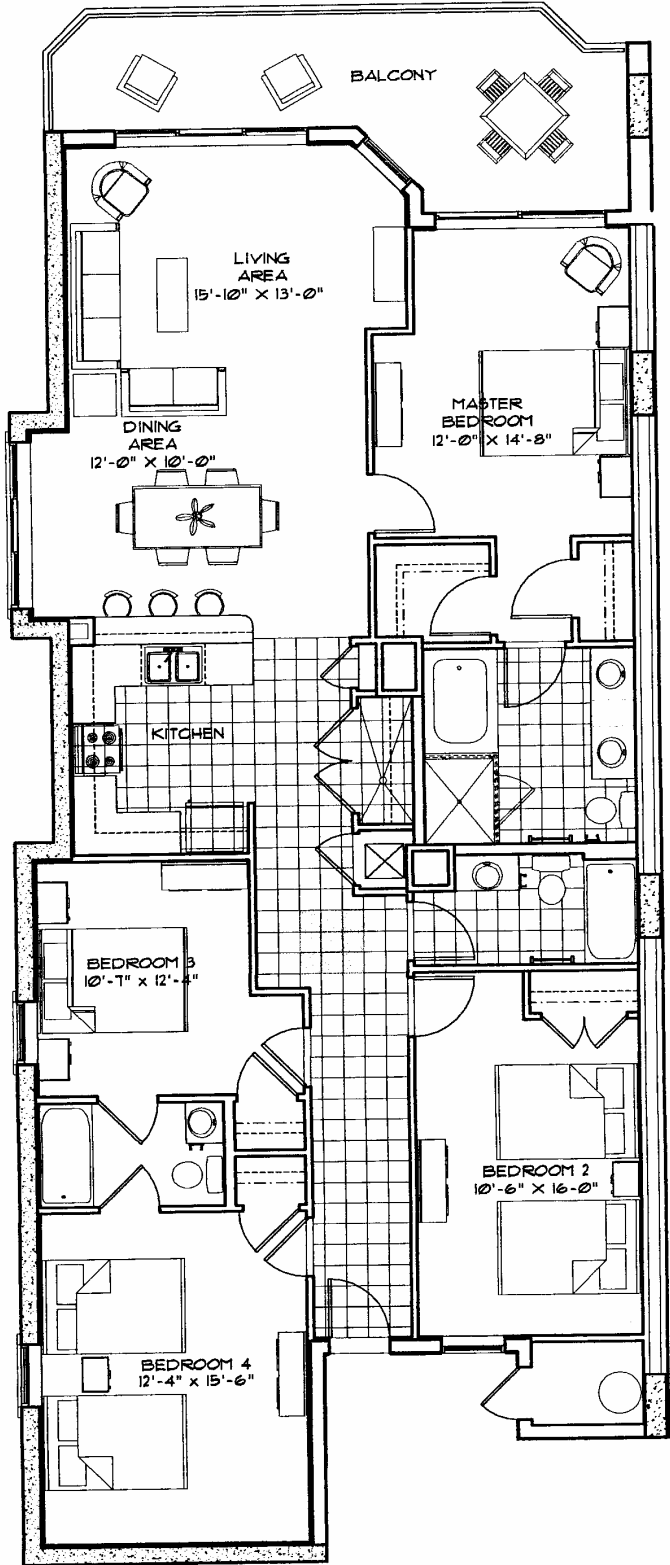 BALCONY
LIVING
AREA
15'-10" X 13'-0"
MASTER
BEDROOM
12'-0" X 14'-8"
DINING
AREA
12'-0" X 10'-0"
KITCHEN
BEDROOM 3
10'-7" x 12'-4"
BEDROOM 2
10'-6" X 16-0"
BEDROOM 4
12'-4" x 15'-6"